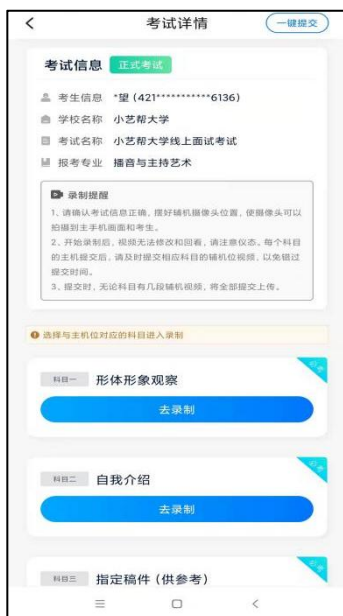 考试详情
一键提交
考试信息 正式考试
考生信息 *望 (421***********6136)
学校名称 小艺帮大学
考试名称 小艺帮大学线上面试考试
报考专业 播音与主持艺术
录制提醒
1、请确认考试信息正确，摆好辅机摄像头位置，使摄像头可以
拍摄到主手机画面和考生。
2、开始录制后，视频无法修改和回看，请注意仪态。每个科目
的主机提交后，请及时提交相应科目的辅机位视频，以免错过
提交时间。
3、提交时，无论科目有几段辅机视频，将全部提交上传。
选择与主机位对应的科目进入录制
必考
科目一 形体形象观察
去录制
必考
科目二 自我介绍
去录制
必考
科目三 指定稿件（供参考）